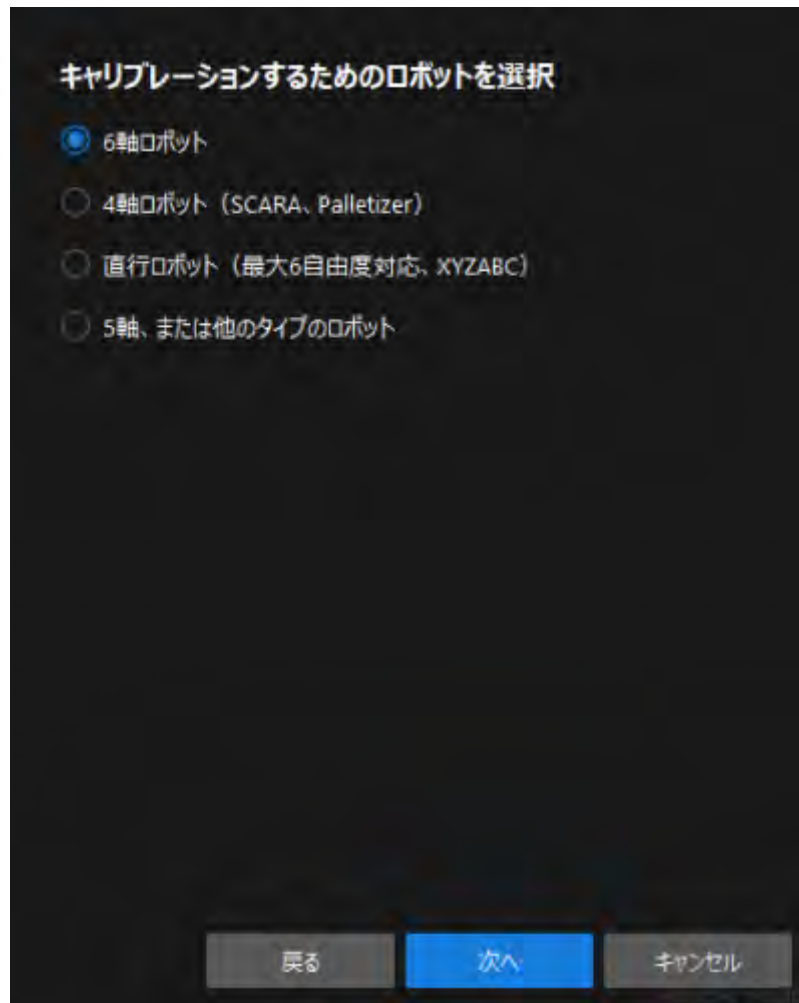 キャリブレーションするためのロボットを選択
6軸ロボット
4軸ロボット（SCARA、Palletizer）
直行ロボット（最大6自由度対応、XYZABC）
5軸、または他のタイプのロボット
戻る 次へ キャンセル